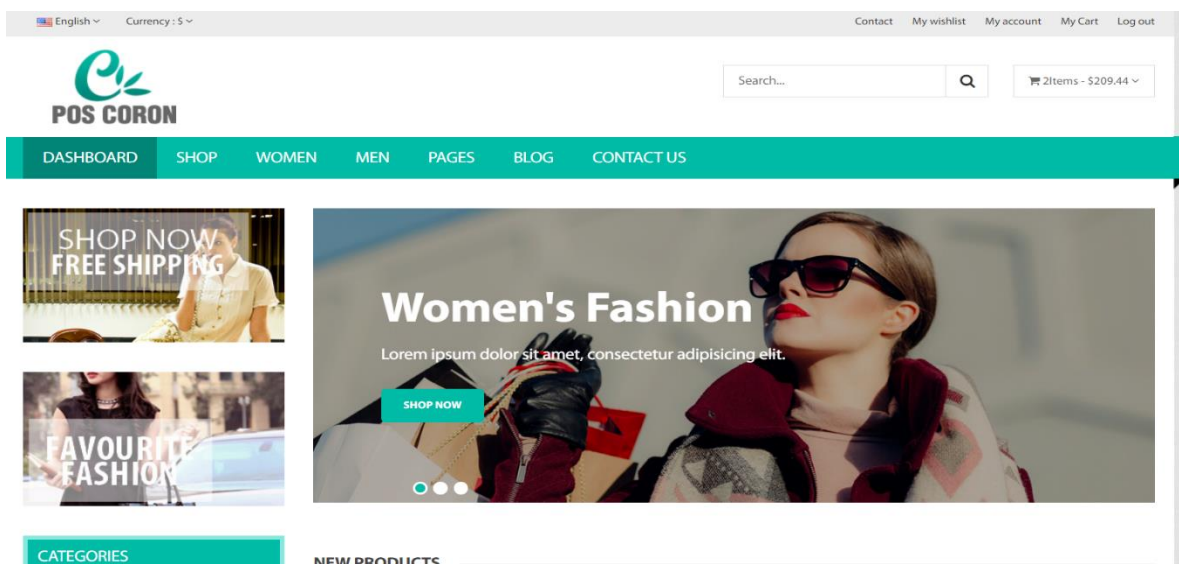 English Currency : $
Contact My wishlist My account My Cart Log out
POS CORON
Search...
2Items - $209.44
DASHBOARD SHOP WOMEN MEN PAGES BLOG CONTACT US
SHOP NOW
FREE SHIPPING
Women's Fashion
Lorem ipsum dolor sit amet, consectetur adipisicing elit.
SHOP NOW
FAVOURITE
FASHION
CATEGORIES
NEW PRODUCTS